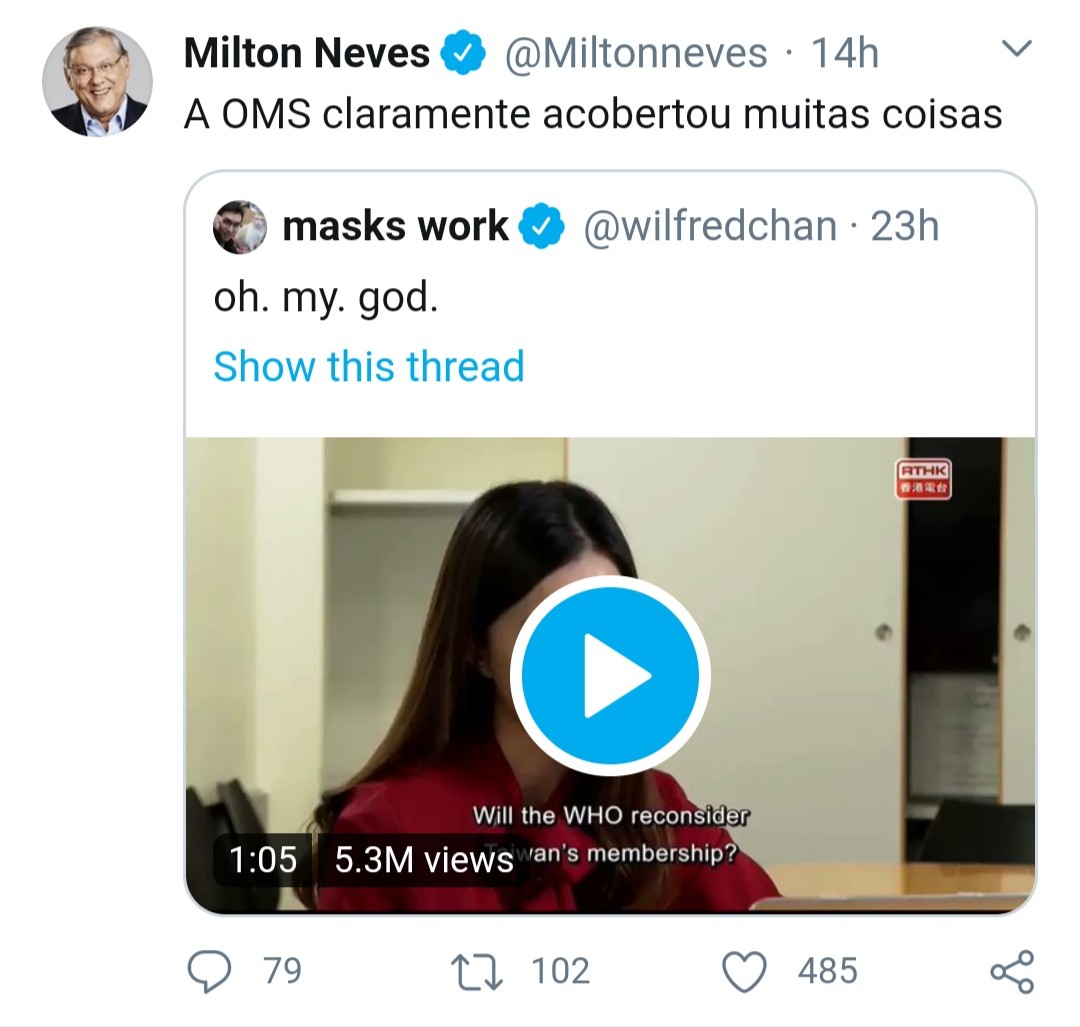 Milton Neves @Miltonneves · 14h
A OMS claramente acobertou muitas coisas
masks work @wilfredchan · 23h
oh. my. god.
Show this thread
RTHK
香港電台
Will the WHO reconsider
Taiwan's membership?
1:05 5.3M views
79 102 485